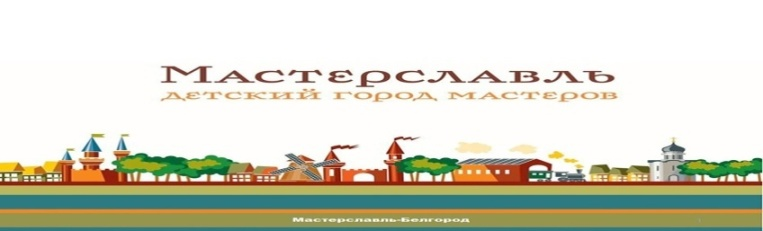 Мастерславль
детский город мастеров
Мастерславль-Белгород